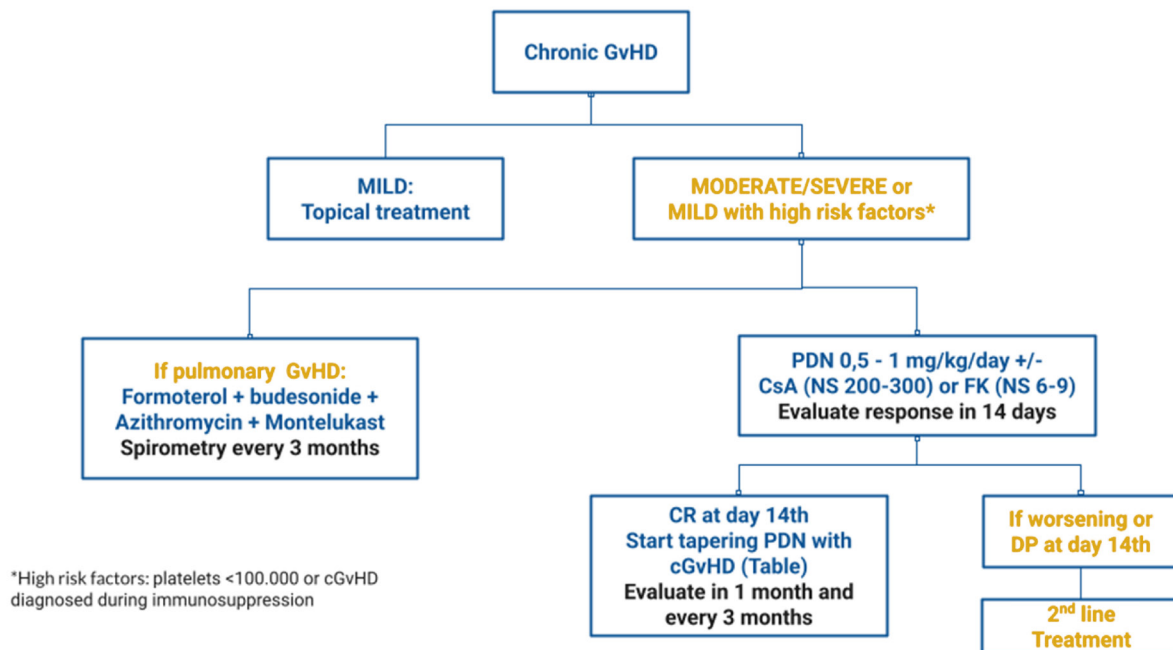 Chronic GvHD
MILD:
Topical treatment
MODERATE/SEVERE or
MILD with high risk factors*
If pulmonary GvHD:
Formoterol + budesonide +
Azithromycin + Montelukast
Spirometry every 3 months
PDN 0,5 - 1 mg/kg/day +/-
CsA (NS 200-300) or FK (NS 6-9)
Evaluate response in 14 days
CR at day 14th
Start tapering PDN with
cGvHD (Table)
Evaluate in 1 month and
every 3 months
If worsening or
DP at day 14th
2nd line
Treatment
*High risk factors: platelets <100.000 or cGvHD
diagnosed during immunosuppression